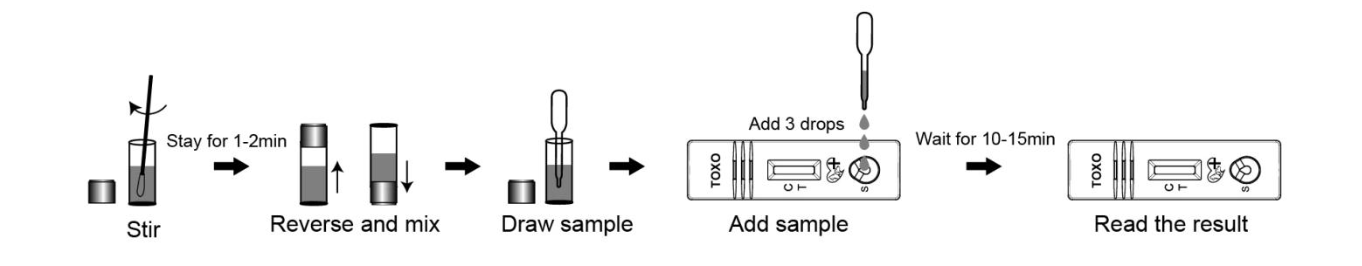 Stir
Stay for 1-2min
Reverse and mix
Draw sample
Add 3 drops
TOXO
C
T
S
Add sample
Wait for 10-15min
TOXO
C
T
S
Read the result